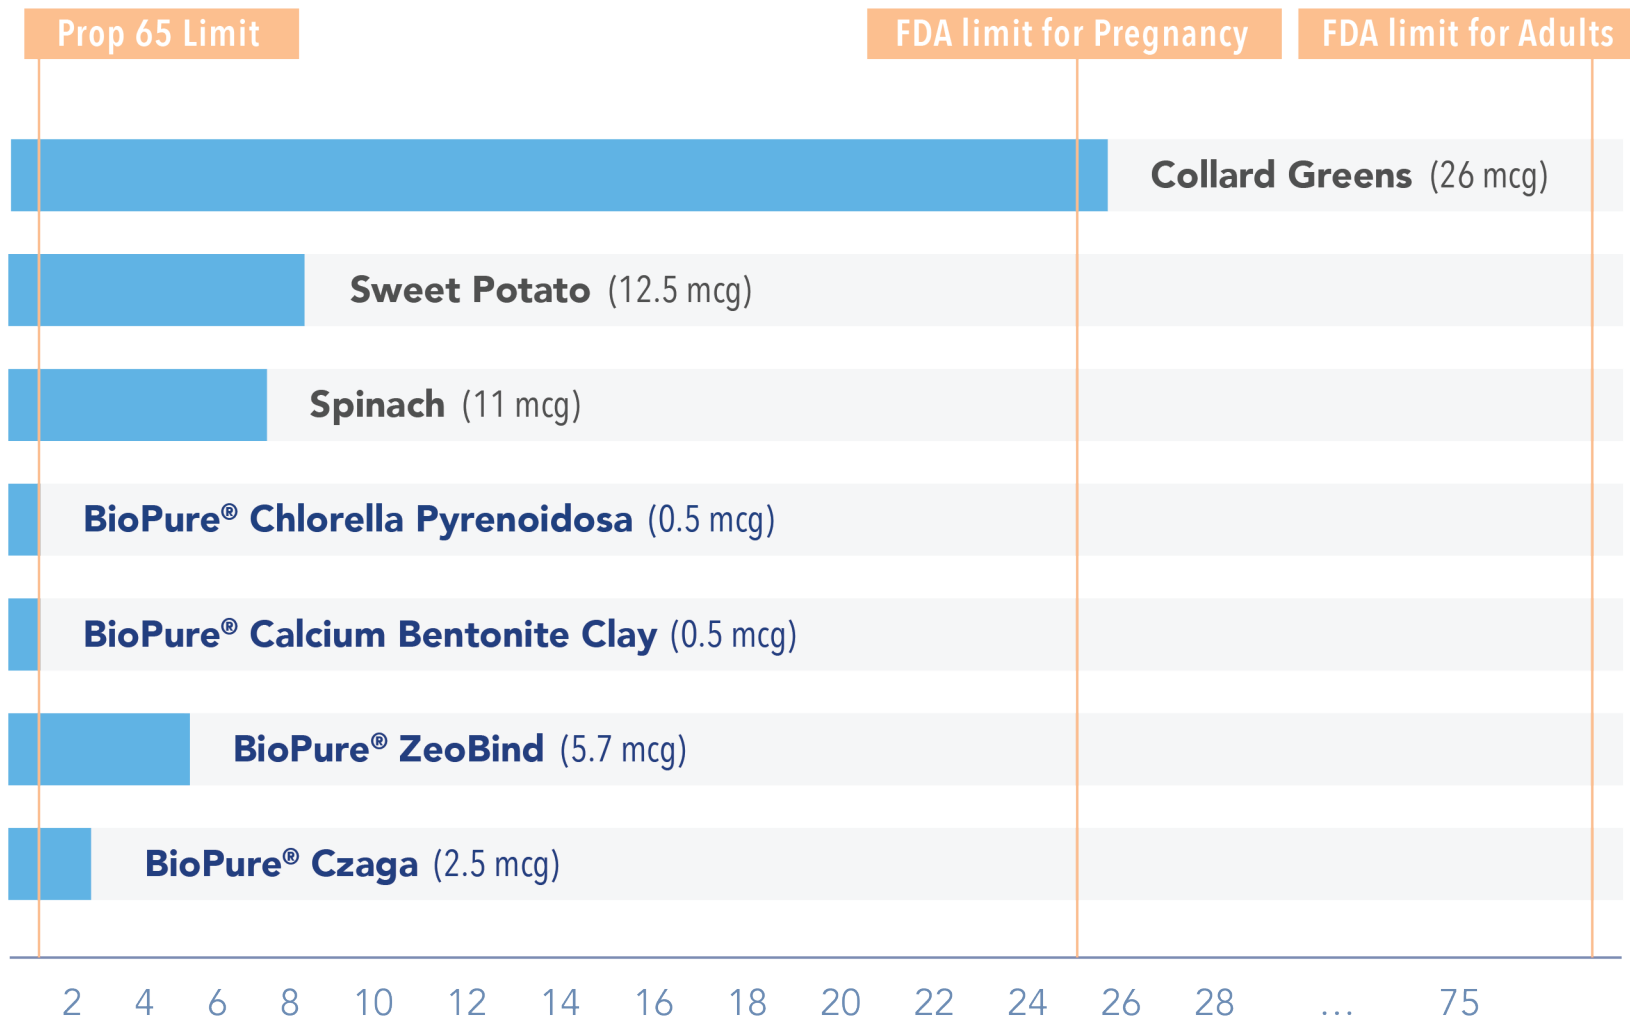 Prop 65 Limit FDA limit for Pregnancy FDA limit for Adults
Collard Greens (26 mcg)
Sweet Potato (12.5 mcg)
Spinach (11 mcg)
BioPure® Chlorella Pyrenoidosa (0.5 mcg)
BioPure® Calcium Bentonite Clay (0.5 mcg)
BioPure® ZeoBind (5.7 mcg)
BioPure® Czaga (2.5 mcg)
2 4 6 8 10 12 14 16 18 20 22 24 26 28 ... 75